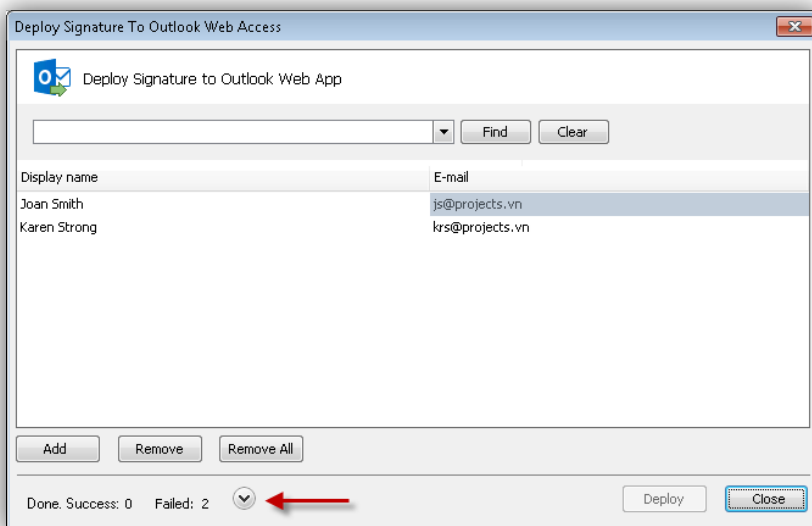 Deploy Signature To Outlook Web Access
Deploy Signature to Outlook Web App
Find Clear
Display name E-mail
Joan Smith js@projects.vn
Karen Strong krs@projects.vn
Add Remove Remove All
Done. Success: 0 Failed: 2 Deploy Close